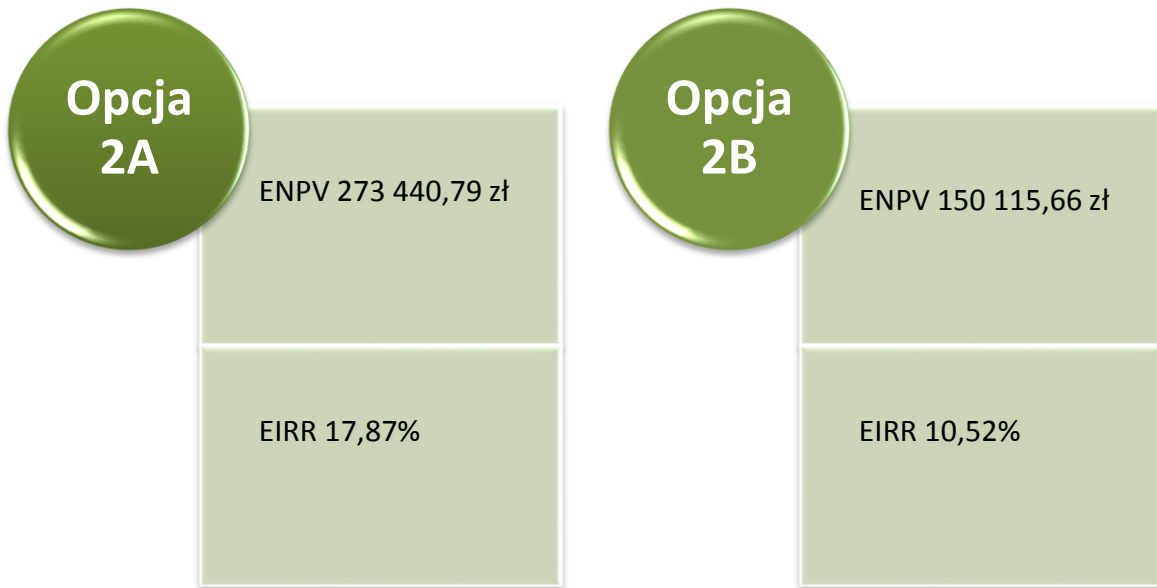 Opcja
2A
ENPV 273 440,79 zł
EIRR 17,87%
Opcja
2B
ENPV 150 115,66 zł
EIRR 10,52%